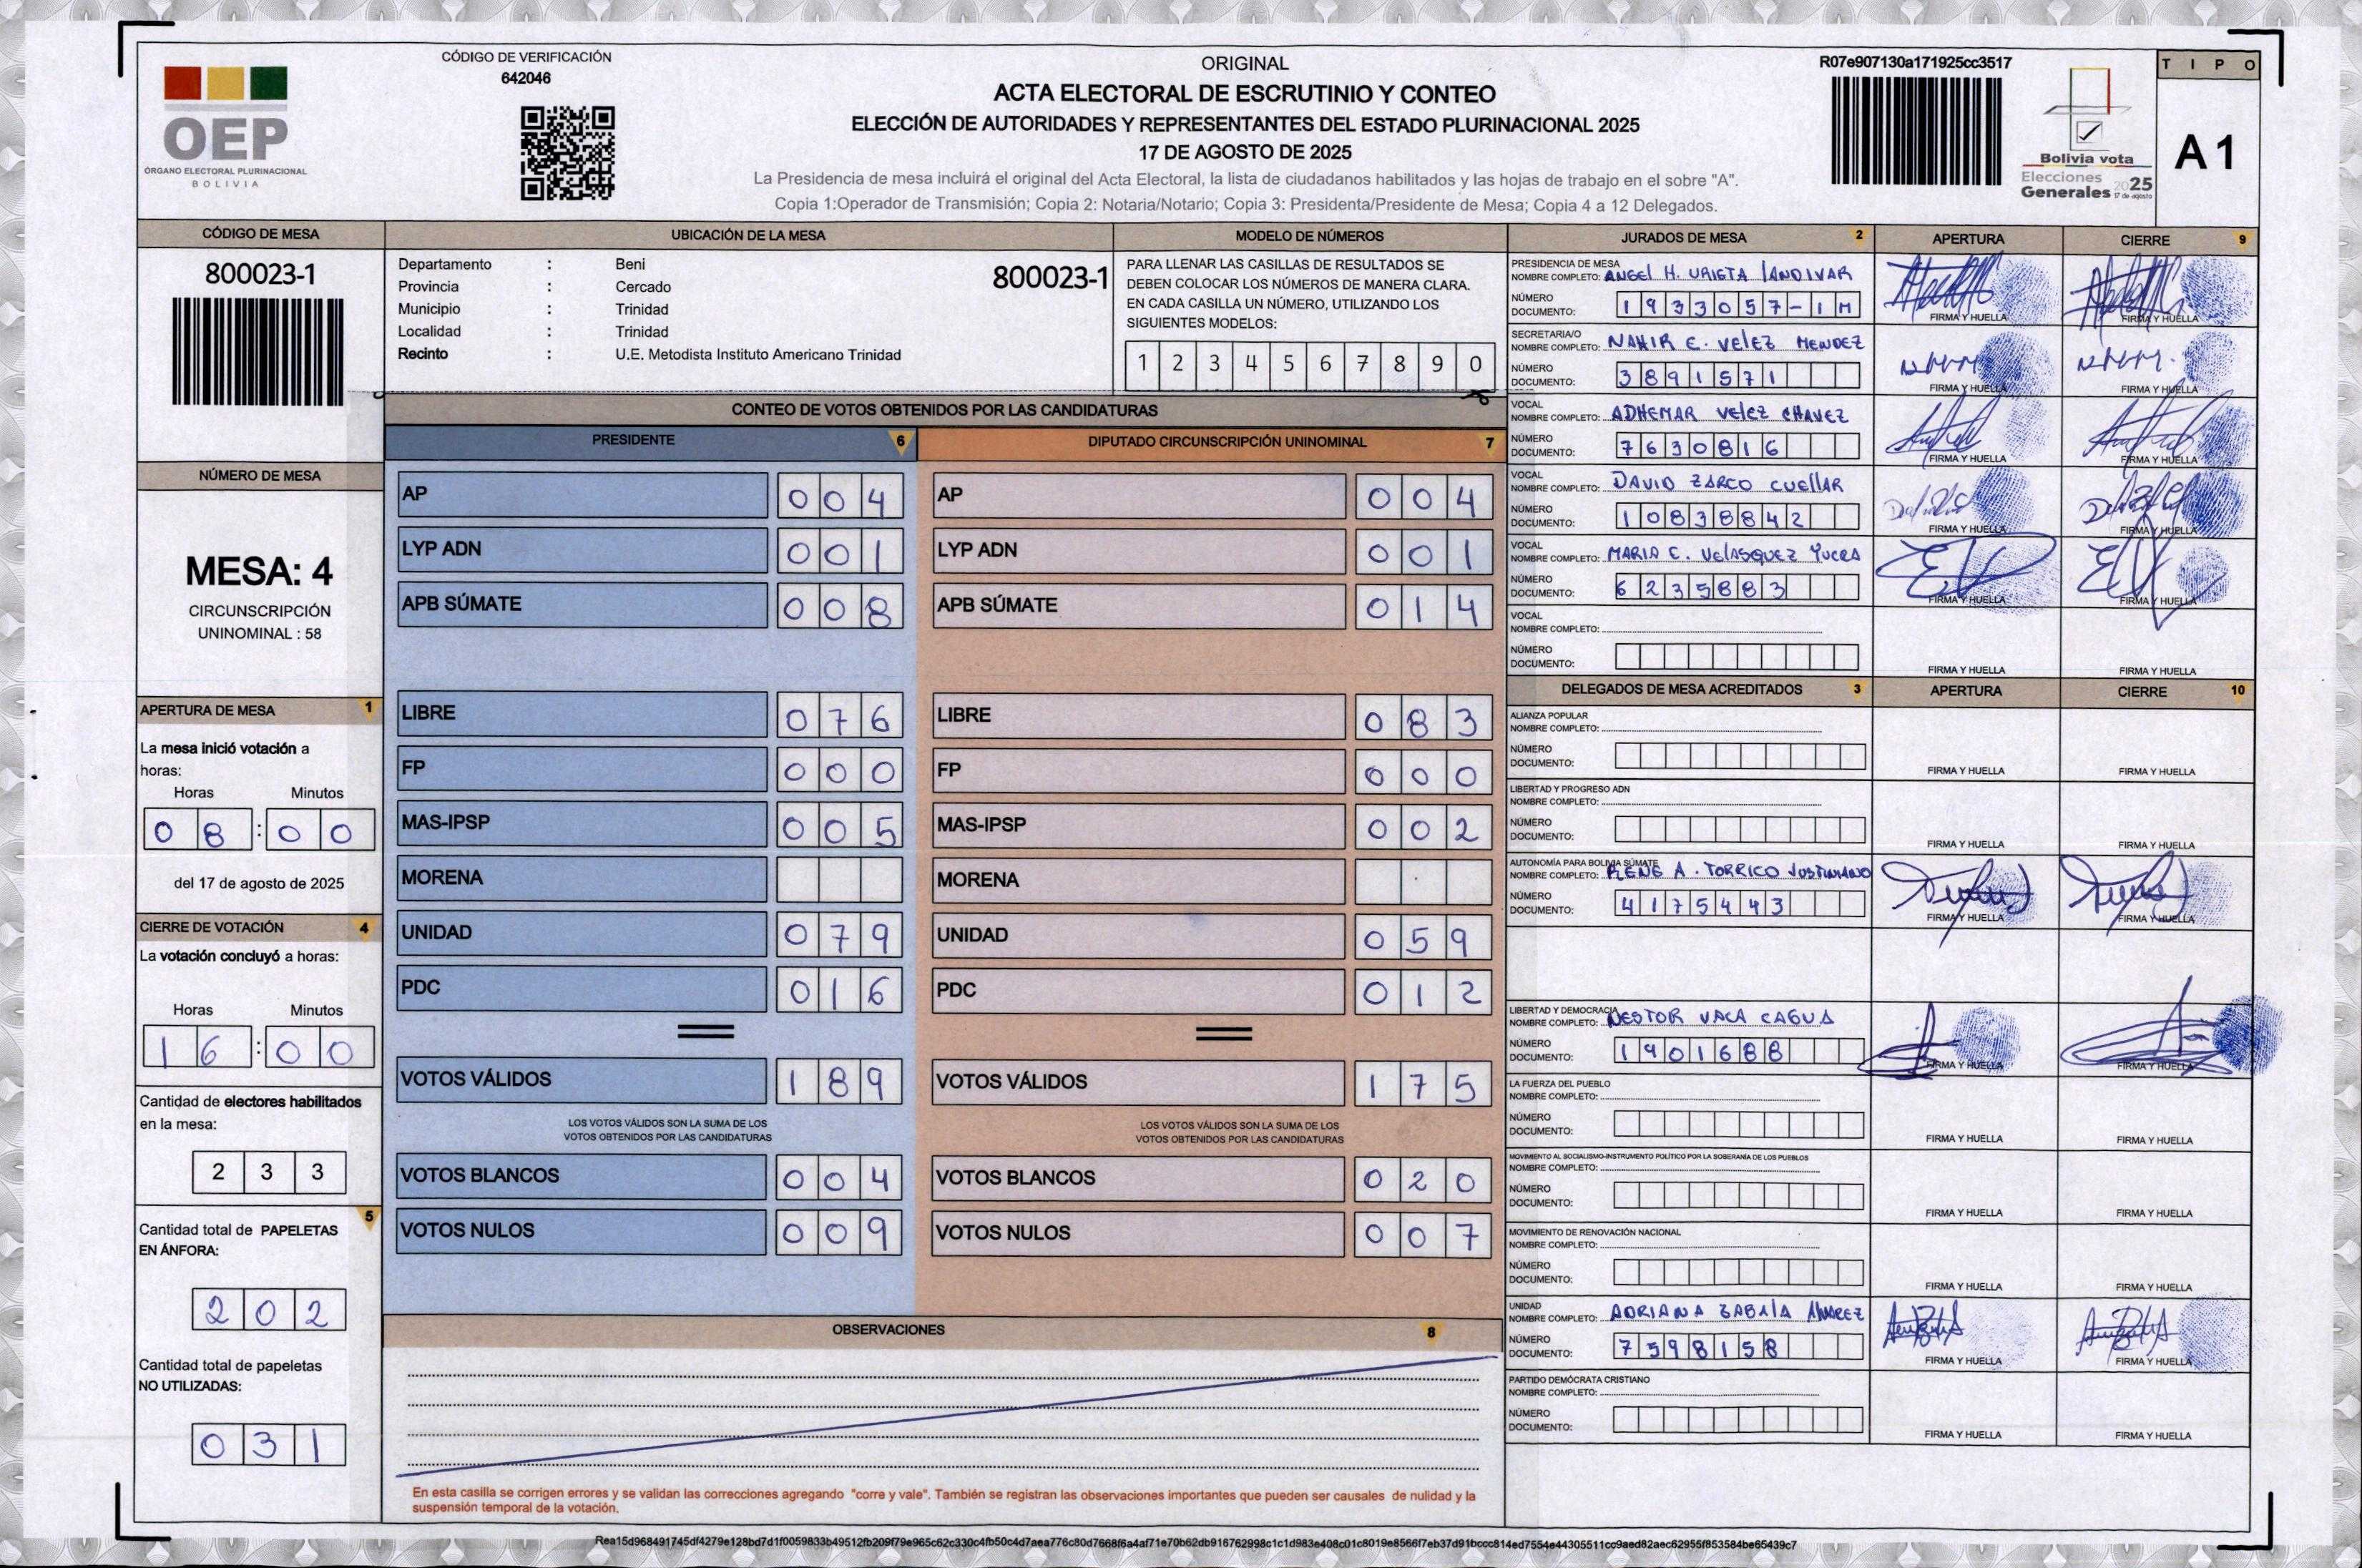 CÓDIGO DE VERIFICACIÓN
642046
OEP
ÓRGANO ELECTORAL PLURINACIONAL
BOLIVIA
ORIGINAL
ACTA ELECTORAL DE ESCRUTINIO Y CONTEO
ELECCIÓN DE AUTORIDADES Y REPRESENTANTES DEL ESTADO PLURINACIONAL 2025
17 DE AGOSTO DE 2025
La Presidencia de mesa incluirá el original del Acta Electoral, la lista de ciudadanos habilitados y las hojas de trabajo en el sobre "A".
Copia 1:Operador de Transmisión; Copia 2: Notaria/Notario; Copia 3: Presidenta/Presidente de Mesa; Copia 4 a 12 Delegados.
R07e907130a171925cc3517
Bolivia vota
Elecciones
Generales 2025
17 de agosto
TIPO
A1
CÓDIGO DE MESA
800023-1
NÚMERO DE MESA
MESA: 4
CIRCUNSCRIPCIÓN
UNINOMINAL : 58
APERTURA DE MESA 1
La mesa inició votación a
horas:
Horas Minutos
08:00
del 17 de agosto de 2025
CIERRE DE VOTACIÓN 4
La votación concluyó a horas:
Horas Minutos
16:00
Cantidad de electores habilitados
en la mesa:
233
5
Cantidad total de PAPELETAS
EN ÁNFORA:
202
Cantidad total de papeletas
NO UTILIZADAS:
031
UBICACIÓN DE LA MESA
Departamento : Beni
800023-1
Provincia : Cercado
Municipio : Trinidad
Localidad : Trinidad
Recinto : U.E. Metodista Instituto Americano Trinidad
MODELO DE NÚMEROS
PARA LLENAR LAS CASILLAS DE RESULTADOS SE
DEBEN COLOCAR LOS NÚMEROS DE MANERA CLARA.
EN CADA CASILLA UN NÚMERO, UTILIZANDO LOS
SIGUIENTES MODELOS:
1 2 3 4 5 6 7 8 9 0
CONTEO DE VOTOS OBTENIDOS POR LAS CANDIDATURAS
PRESIDENTE 6
AP 004
LYP ADN 001
APB SÚMATE 008
LIBRE 076
FP 000
MAS-IPSP 005
MORENA
UNIDAD 079
PDC 016
VOTOS VÁLIDOS 189
LOS VOTOS VÁLIDOS SON LA SUMA DE LOS
VOTOS OBTENIDOS POR LAS CANDIDATURAS
VOTOS BLANCOS 004
VOTOS NULOS 009
DIPUTADO CIRCUNSCRIPCIÓN UNINOMINAL 7
AP 004
LYP ADN 001
APB SÚMATE 014
LIBRE 083
FP 000
MAS-IPSP 002
MORENA
UNIDAD 059
PDC 012
VOTOS VÁLIDOS 175
LOS VOTOS VÁLIDOS SON LA SUMA DE LOS
VOTOS OBTENIDOS POR LAS CANDIDATURAS
VOTOS BLANCOS 020
VOTOS NULOS 007
OBSERVACIONES 8
En esta casilla se corrigen errores y se validan las correcciones agregando "corre y vale". También se registran las observaciones importantes que pueden ser causales de nulidad y la
suspensión temporal de la votación.
JURADOS DE MESA 2 APERTURA CIERRE 9
PRESIDENCIA DE MESA
NOMBRE COMPLETO: ANGEL H. URIETA LANDIVAR
NÚMERO
DOCUMENTO: 1933057-1M
FIRMA Y HUELLA FIRMA Y HUELLA
SECRETARIA/O
NOMBRE COMPLETO: NAHIR E. VELEZ MENDEZ
NÚMERO
DOCUMENTO: 3891571
FIRMA Y HUELLA FIRMA Y HUELLA
VOCAL
NOMBRE COMPLETO: ADHEMAR VELEZ CHAVEZ
NÚMERO
DOCUMENTO: 7630816
FIRMA Y HUELLA FIRMA Y HUELLA
VOCAL
NOMBRE COMPLETO: DAVID ZARCO CUELLAR
NÚMERO
DOCUMENTO: 10838842
FIRMA Y HUELLA FIRMA Y HUELLA
VOCAL
NOMBRE COMPLETO: MARIA E. VELASQUEZ YUCRA
NÚMERO
DOCUMENTO: 6235883
FIRMA Y HUELLA FIRMA Y HUELLA
VOCAL
NOMBRE COMPLETO:
NÚMERO
DOCUMENTO:
FIRMA Y HUELLA FIRMA Y HUELLA
DELEGADOS DE MESA ACREDITADOS 3 APERTURA CIERRE 10
ALIANZA POPULAR
NOMBRE COMPLETO:
NÚMERO
DOCUMENTO:
FIRMA Y HUELLA FIRMA Y HUELLA
LIBERTAD Y PROGRESO ADN
NOMBRE COMPLETO:
NÚMERO
DOCUMENTO:
FIRMA Y HUELLA FIRMA Y HUELLA
AUTONOMÍA PARA BOLIVIA SÚMATE
NOMBRE COMPLETO: RENE A. TORRICO JUSTINIANO
NÚMERO
DOCUMENTO: 4175443
FIRMA Y HUELLA FIRMA Y HUELLA
LIBERTAD Y DEMOCRACIA
NOMBRE COMPLETO: NESTOR VACA CAGUA
NÚMERO
DOCUMENTO: 1901688
FIRMA Y HUELLA FIRMA Y HUELLA
LA FUERZA DEL PUEBLO
NOMBRE COMPLETO:
NÚMERO
DOCUMENTO:
FIRMA Y HUELLA FIRMA Y HUELLA
MOVIMIENTO AL SOCIALISMO-INSTRUMENTO POLÍTICO POR LA SOBERANÍA DE LOS PUEBLOS
NOMBRE COMPLETO:
NÚMERO
DOCUMENTO:
FIRMA Y HUELLA FIRMA Y HUELLA
MOVIMIENTO DE RENOVACIÓN NACIONAL
NOMBRE COMPLETO:
NÚMERO
DOCUMENTO:
FIRMA Y HUELLA FIRMA Y HUELLA
UNIDAD
NOMBRE COMPLETO: ADRIANA ZABALA ALVAREZ
NÚMERO
DOCUMENTO: 7598158
FIRMA Y HUELLA FIRMA Y HUELLA
PARTIDO DEMÓCRATA CRISTIANO
NOMBRE COMPLETO:
NÚMERO
DOCUMENTO:
FIRMA Y HUELLA FIRMA Y HUELLA